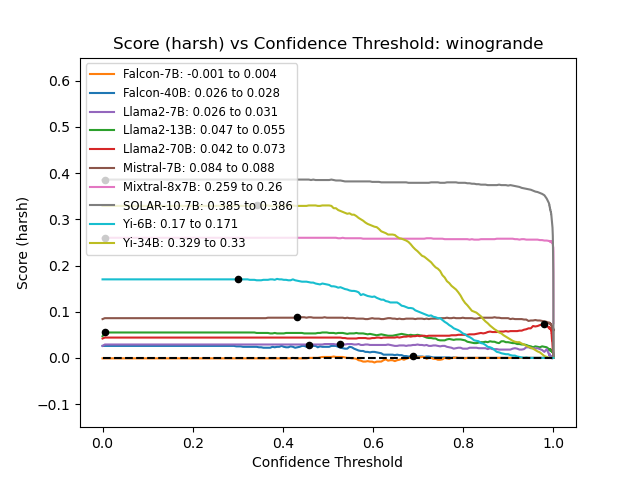 Score (harsh) vs Confidence Threshold: winogrande
Falcon-7B: -0.001 to 0.004
Falcon-40B: 0.026 to 0.028
Llama2-7B: 0.026 to 0.031
Llama2-13B: 0.047 to 0.055
Llama2-70B: 0.042 to 0.073
Mistral-7B: 0.084 to 0.088
Mixtral-8x7B: 0.259 to 0.26
SOLAR-10.7B: 0.385 to 0.386
Yi-6B: 0.17 to 0.171
Yi-34B: 0.329 to 0.33
0.6
0.5
0.4
0.3
0.2
0.1
0.0
−0.1
Score (harsh)
0.0 0.2 0.4 0.6 0.8 1.0
Confidence Threshold